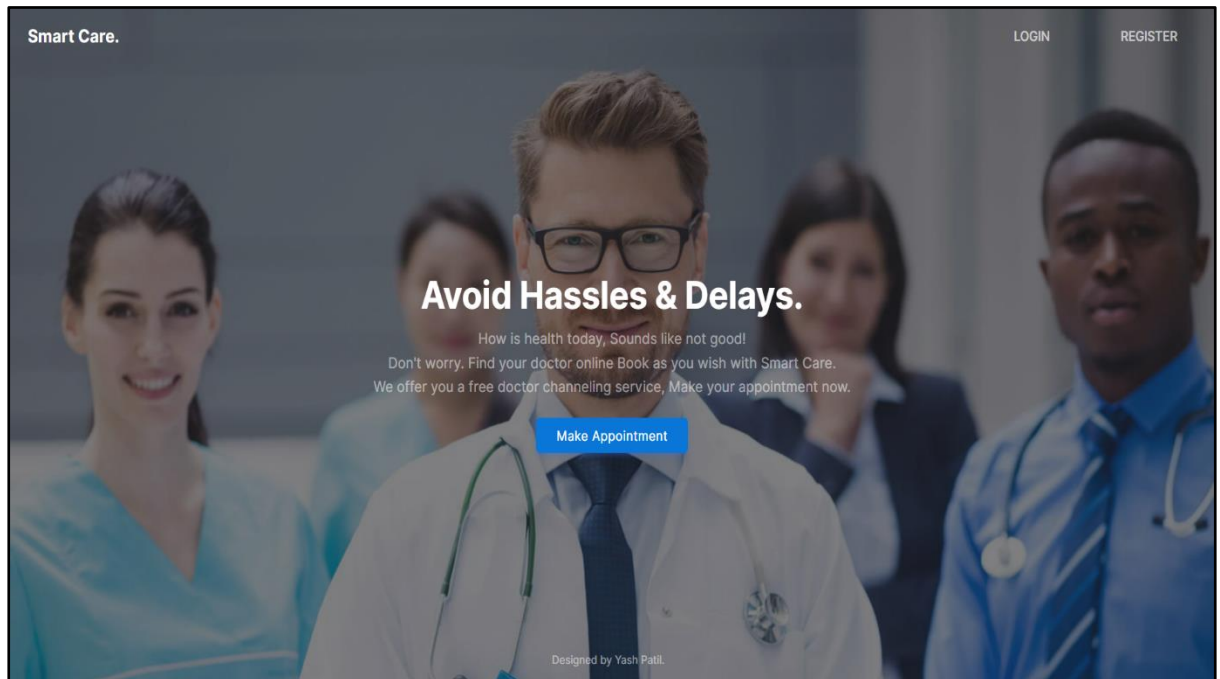 Smart Care.
LOGIN
REGISTER
Avoid Hassles & Delays.
How is health today, Sounds like not good!
Don't worry. Find your doctor online Book as you wish with Smart Care.
We offer you a free doctor channeling service, Make your appointment now.
Make Appointment
Designed by Yash Patil.